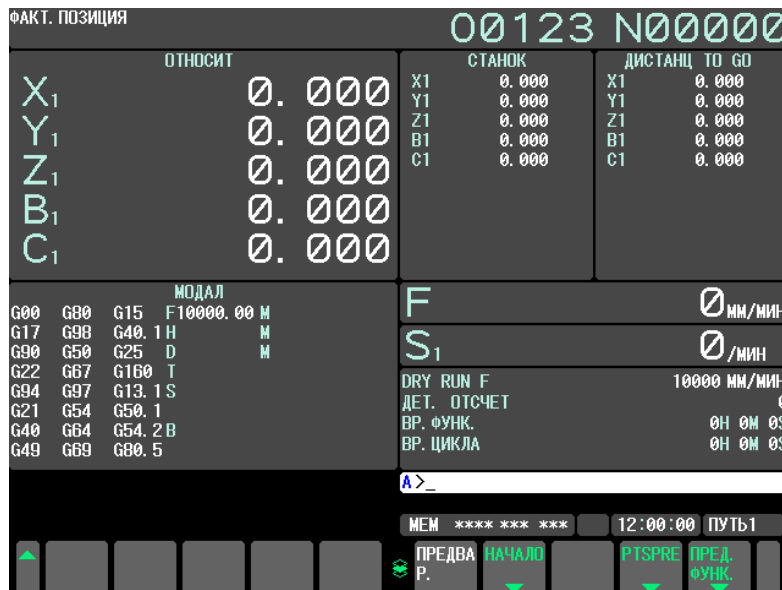 ФАКТ. ПОЗИЦИЯ
O0123 N00000
ОТНОСИТ
X1 0.000
Y1 0.000
Z1 0.000
B1 0.000
C1 0.000
СТАНОК
X1 0.000
Y1 0.000
Z1 0.000
B1 0.000
C1 0.000
ДИСТАНЦ TO GO
X1 0.000
Y1 0.000
Z1 0.000
B1 0.000
C1 0.000
МОДАЛ
G00 G80 G15 F10000.00 M
G17 G98 G40.1 H M
G90 G50 G25 D M
G22 G67 G160 T
G94 G97 G13.1 S
G21 G54 G50.1
G40 G64 G54.2 B
G49 G69 G80.5
F 0 ММ/МИН
S1 0 /МИН
DRY RUN F 10000 ММ/МИН
ДЕТ. ОТСЧЕТ 0
ВР. ФУНК. 0H 0M 0S
ВР. ЦИКЛА 0H 0M 0S
A>_
MEM **** *** *** 12:00:00 ПУТЬ1
ПРЕДВА
Р.
НАЧАЛО
PTSPRE
ПРЕД.
ФУНК.